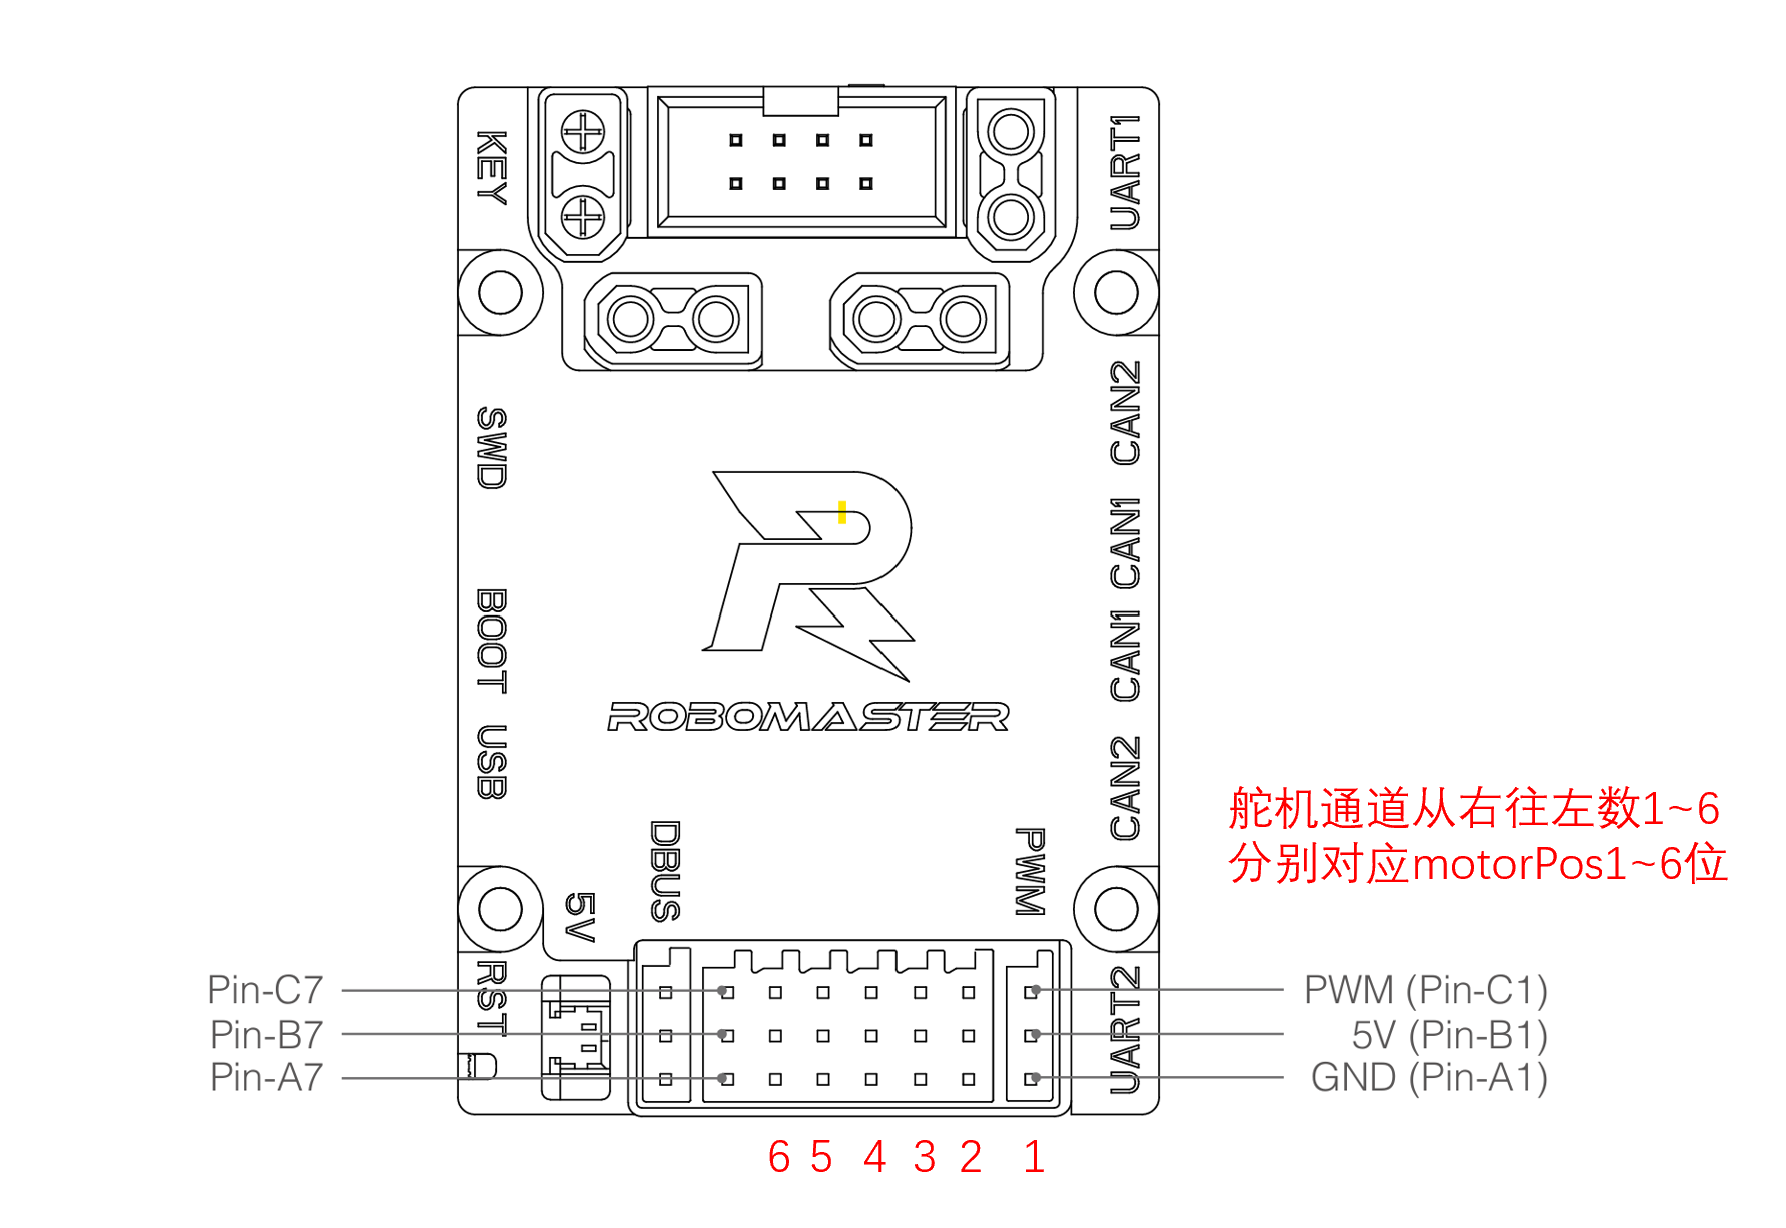 KEY
UART1
SWD
CAN2
CAN1
BOOT
CAN1
ROBOMASTER
USB
CAN2
舵机通道从右往左数1~6
分别对应motorPos1~6位
DBUS
PWM
5V
RST
UART2
Pin-C7
PWM (Pin-C1)
Pin-B7
5V (Pin-B1)
Pin-A7
GND (Pin-A1)
6 5 4 3 2 1